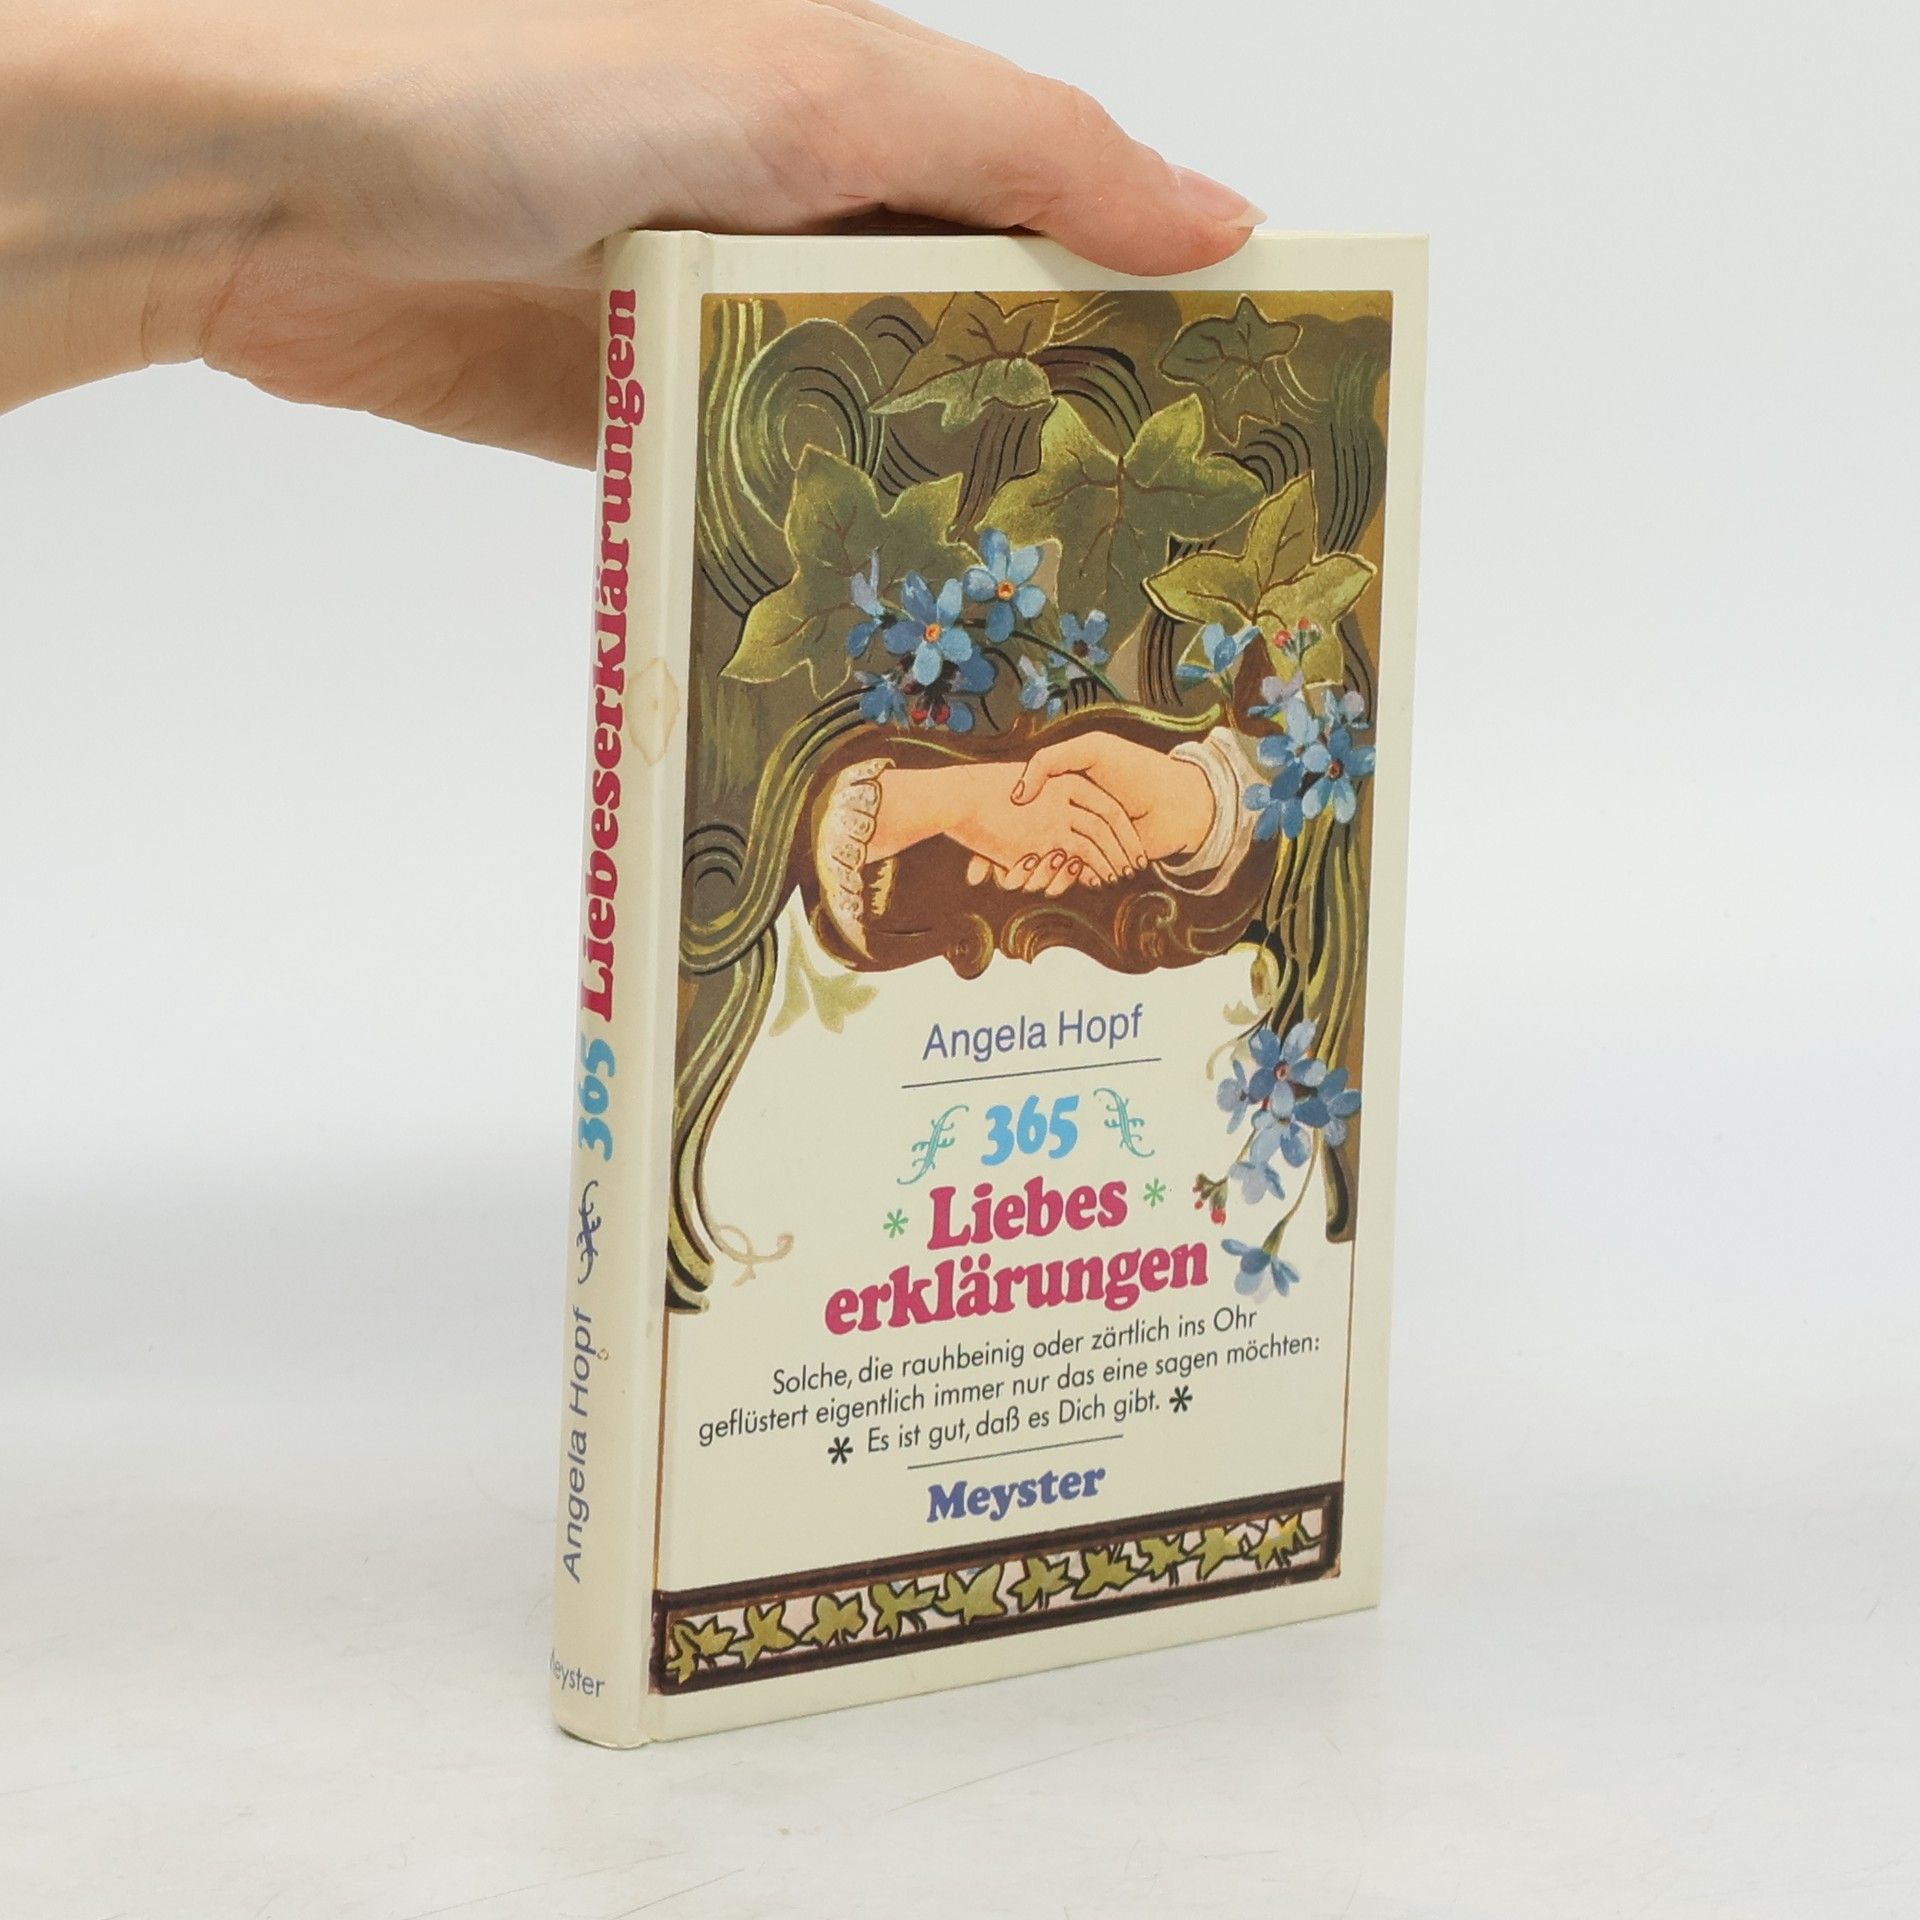 Angela Hopf
365
* Liebes *
erklärungen
Solche, die rauhbeinig oder zärtlich ins Ohr
geflüstert eigentlich immer nur das eine sagen möchten:
* Es ist gut, daß es Dich gibt. *
Meyster
Angela Hopf 365 Liebeserklärungen
Meyster